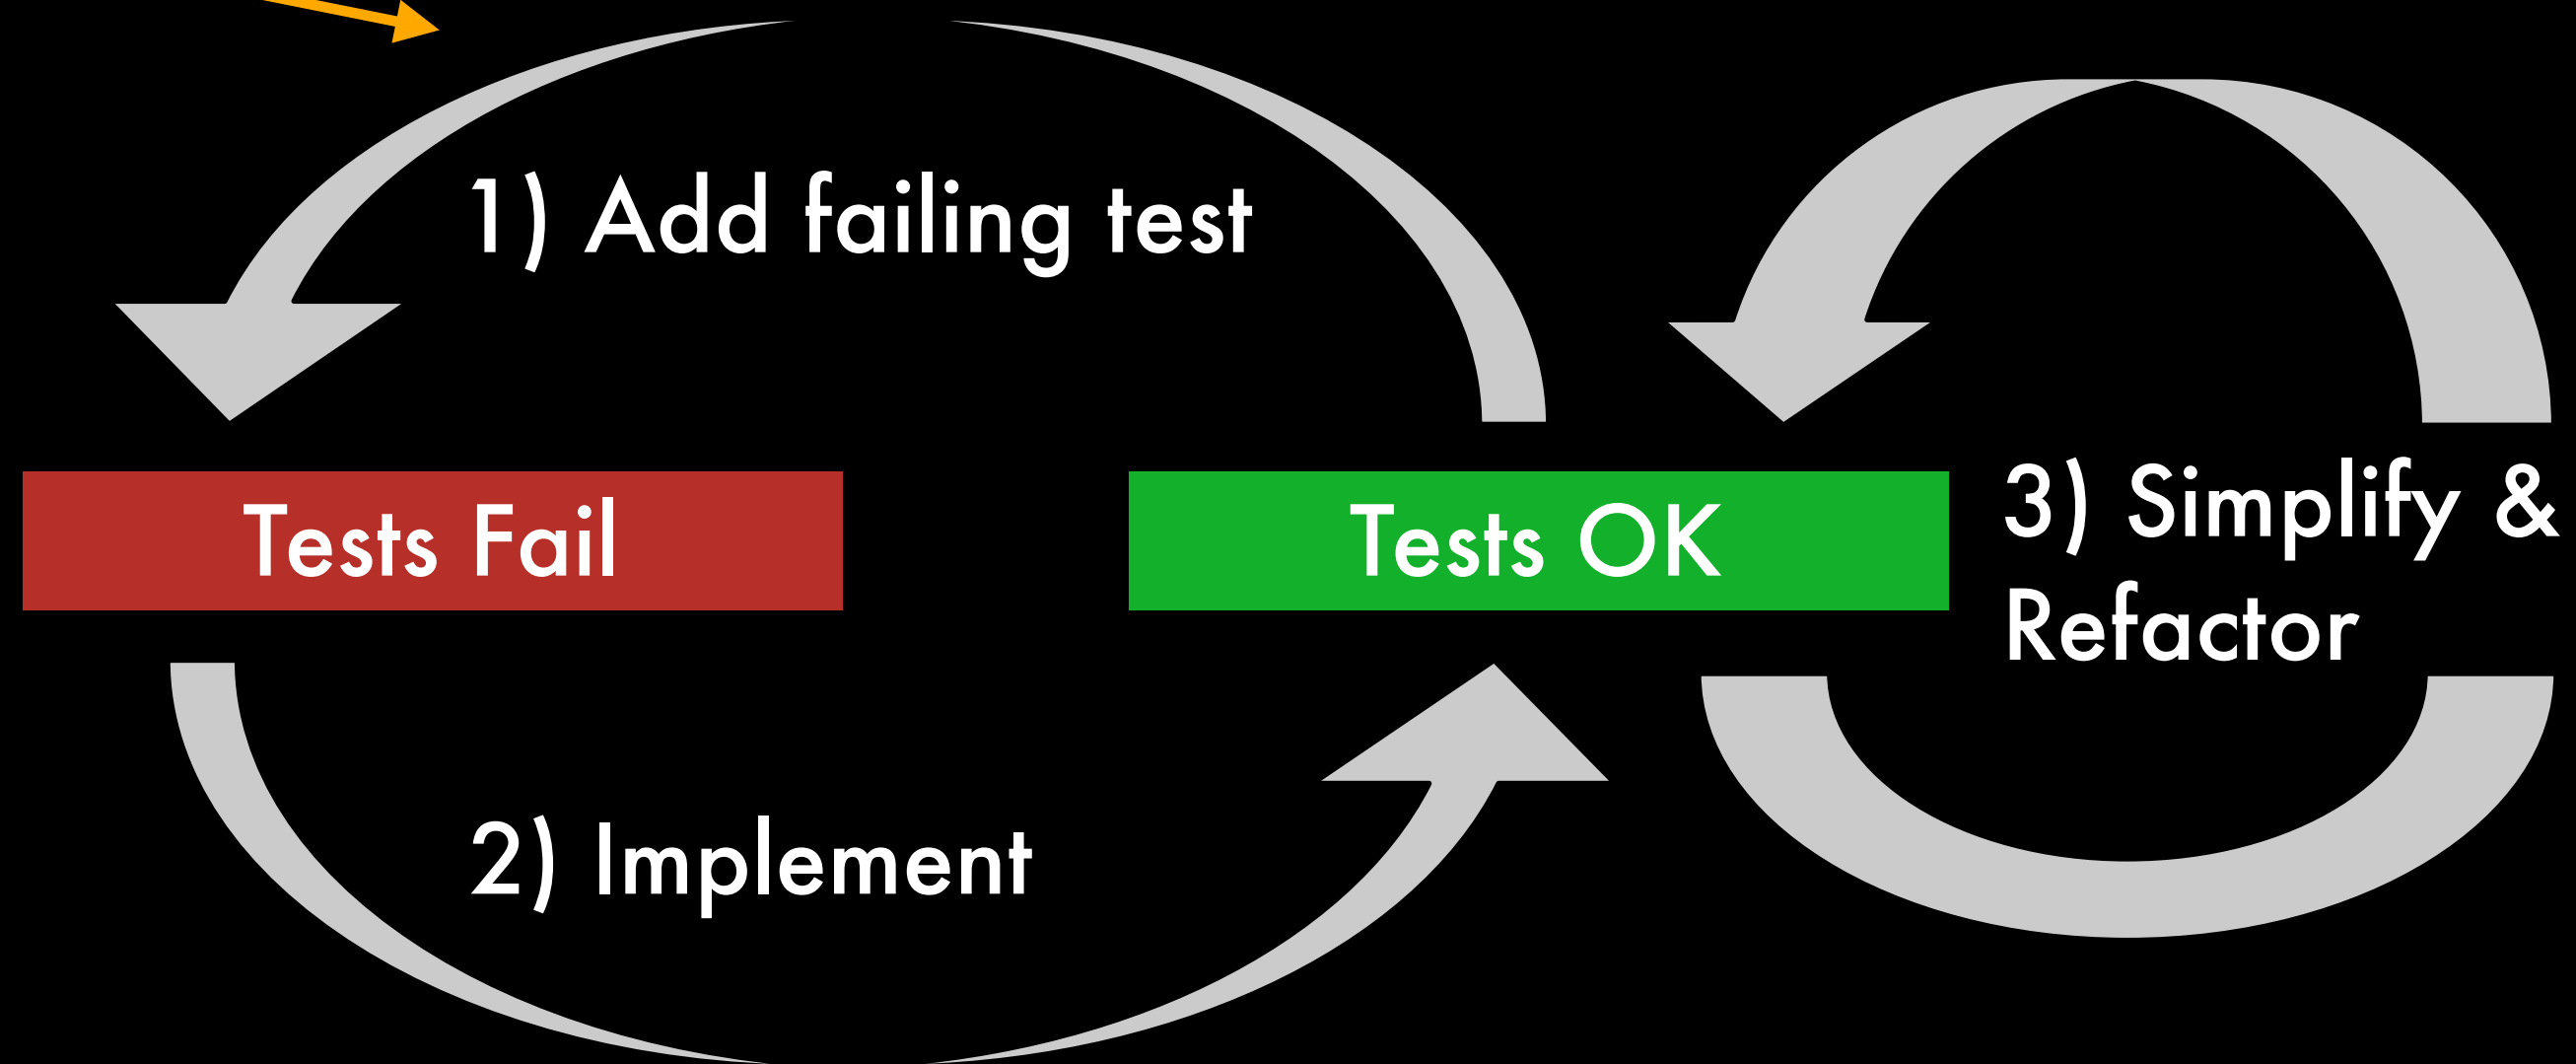 1) Add failing test
Tests Fail
Tests OK
3) Simplify &
Refactor
2) Implement